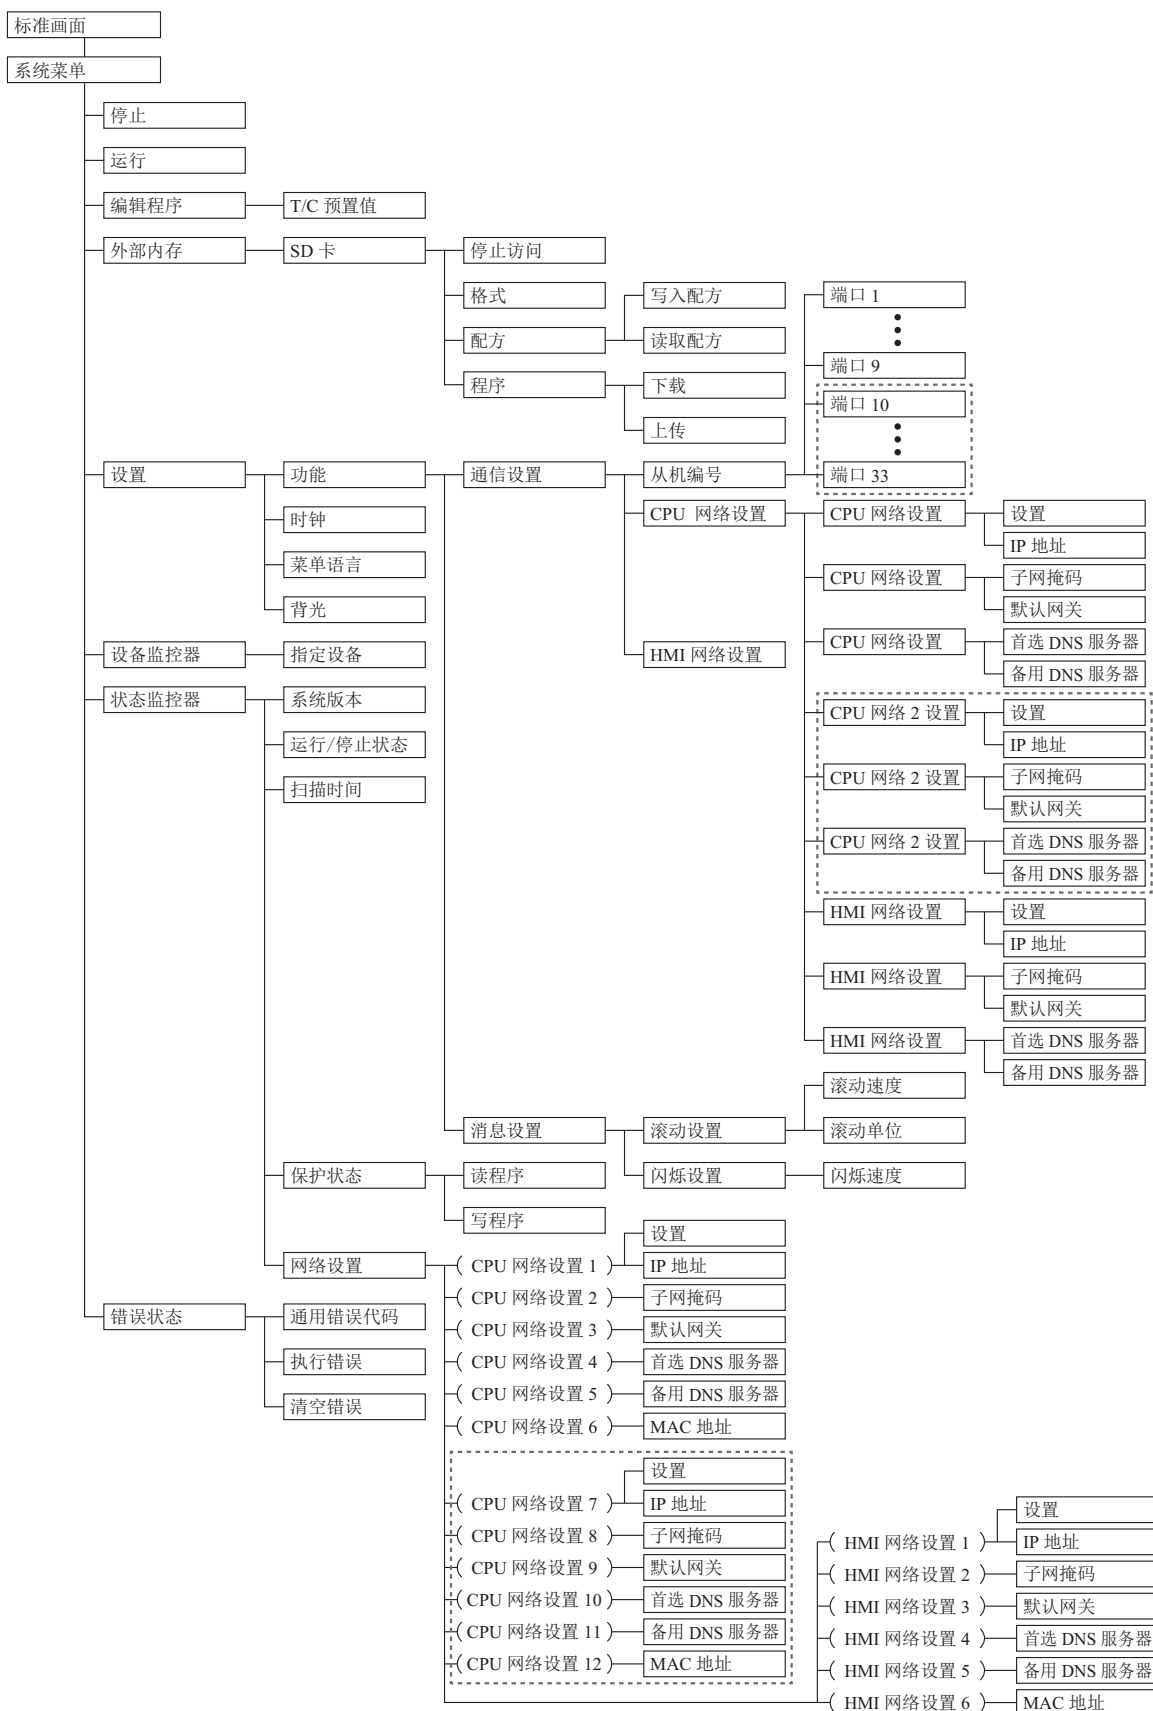 标准画面
系统菜单
停止
运行
编辑程序
T/C 预置值
外部内存
SD 卡
停止访问
格式
写入配方
端口 1
配方
读取配方
端口 9
程序
下载
端口 10
上传
设置
功能
通信设置
从机编号
端口 33
时钟
CPU 网络设置
CPU 网络设置
设置
IP 地址
菜单语言
CPU 网络设置
子网掩码
背光
默认网关
设备监控器
指定设备
HMI 网络设置
CPU 网络设置
首选 DNS 服务器
备用 DNS 服务器
状态监控器
系统版本
CPU 网络 2 设置
设置
运行/停止状态
IP 地址
扫描时间
CPU 网络 2 设置
子网掩码
默认网关
CPU 网络 2 设置
首选 DNS 服务器
备用 DNS 服务器
HMI 网络设置
设置
IP 地址
HMI 网络设置
子网掩码
默认网关
HMI 网络设置
首选 DNS 服务器
备用 DNS 服务器
滚动速度
消息设置
滚动设置
滚动单位
保护状态
读程序
闪烁设置
闪烁速度
写程序
设置
网络设置
CPU 网络设置 1
IP 地址
CPU 网络设置 2
子网掩码
错误状态
通用错误代码
CPU 网络设置 3
默认网关
执行错误
CPU 网络设置 4
首选 DNS 服务器
CPU 网络设置 5
备用 DNS 服务器
清空错误
CPU 网络设置 6
MAC 地址
设置
CPU 网络设置 7
IP 地址
设置
CPU 网络设置 8
子网掩码
HMI 网络设置 1
IP 地址
CPU 网络设置 9
默认网关
HMI 网络设置 2
子网掩码
CPU 网络设置 10
首选 DNS 服务器
HMI 网络设置 3
默认网关
CPU 网络设置 11
备用 DNS 服务器
HMI 网络设置 4
首选 DNS 服务器
CPU 网络设置 12
MAC 地址
HMI 网络设置 5
备用 DNS 服务器
HMI 网络设置 6
MAC 地址